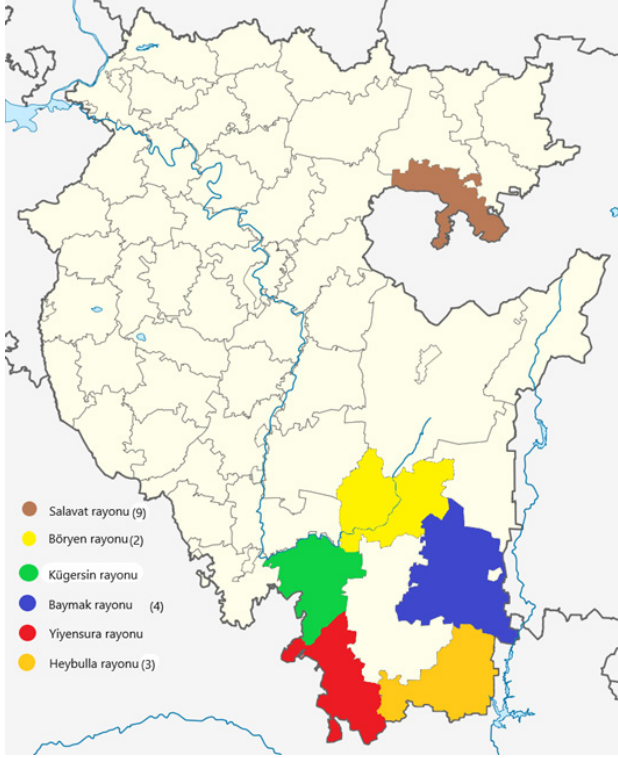 Salavat rayonu (9)
Böryen rayonu (2)
Kügersin rayonu
Baymak rayonu (4)
Yiyensura rayonu
Heybulla rayonu (3)